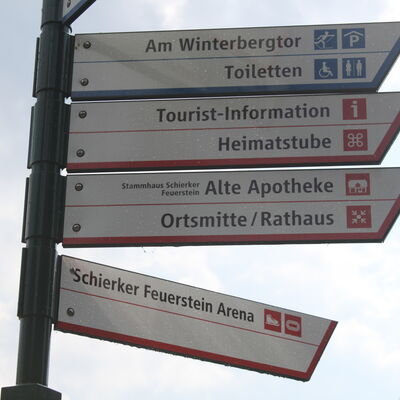 Am Winterbergtor P
Toiletten
Tourist-Information i
Heimatstube
Stammhaus Schierker
Feuerstein Alte Apotheke
Ortsmitte/Rathaus
Schierker Feuerstein Arena